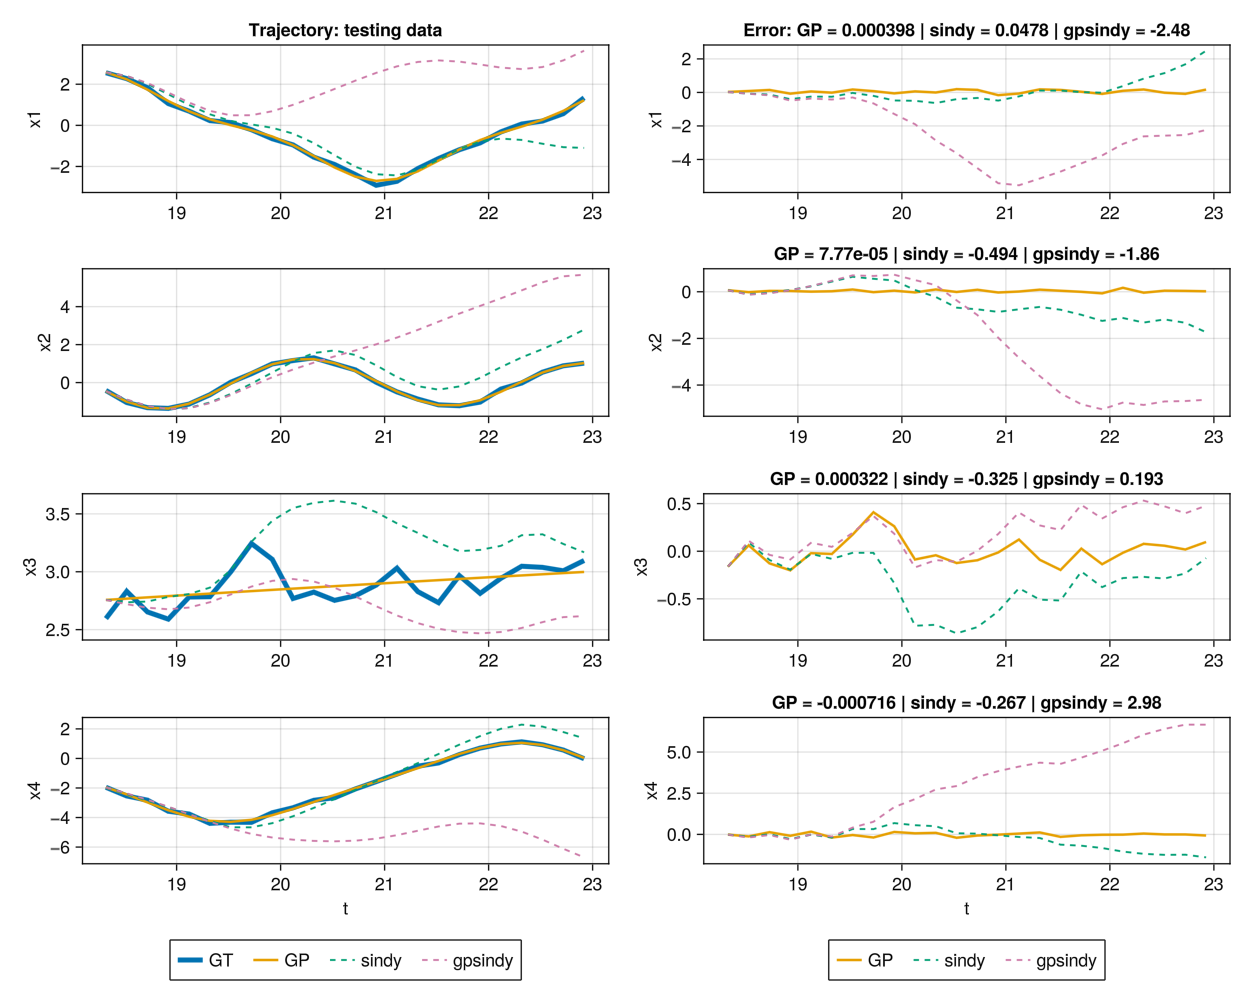 Trajectory: testing data
Error: GP = 0.000398 | sindy = 0.0478 | gpsindy = -2.48
x1
2
0
−2
19 20 21 22 23
x1
2
0
−2
−4
19 20 21 22 23
GP = 7.77e-05 | sindy = -0.494 | gpsindy = -1.86
x2
4
2
0
19 20 21 22 23
x2
0
−2
−4
19 20 21 22 23
GP = 0.000322 | sindy = -0.325 | gpsindy = 0.193
x3
3.5
3.0
2.5
19 20 21 22 23
x3
0.5
0.0
−0.5
19 20 21 22 23
GP = -0.000716 | sindy = -0.267 | gpsindy = 2.98
x4
2
0
−2
−4
−6
19 20 21 22 23
t
x4
5.0
2.5
0.0
19 20 21 22 23
t
GT GP sindy gpsindy
GP sindy gpsindy